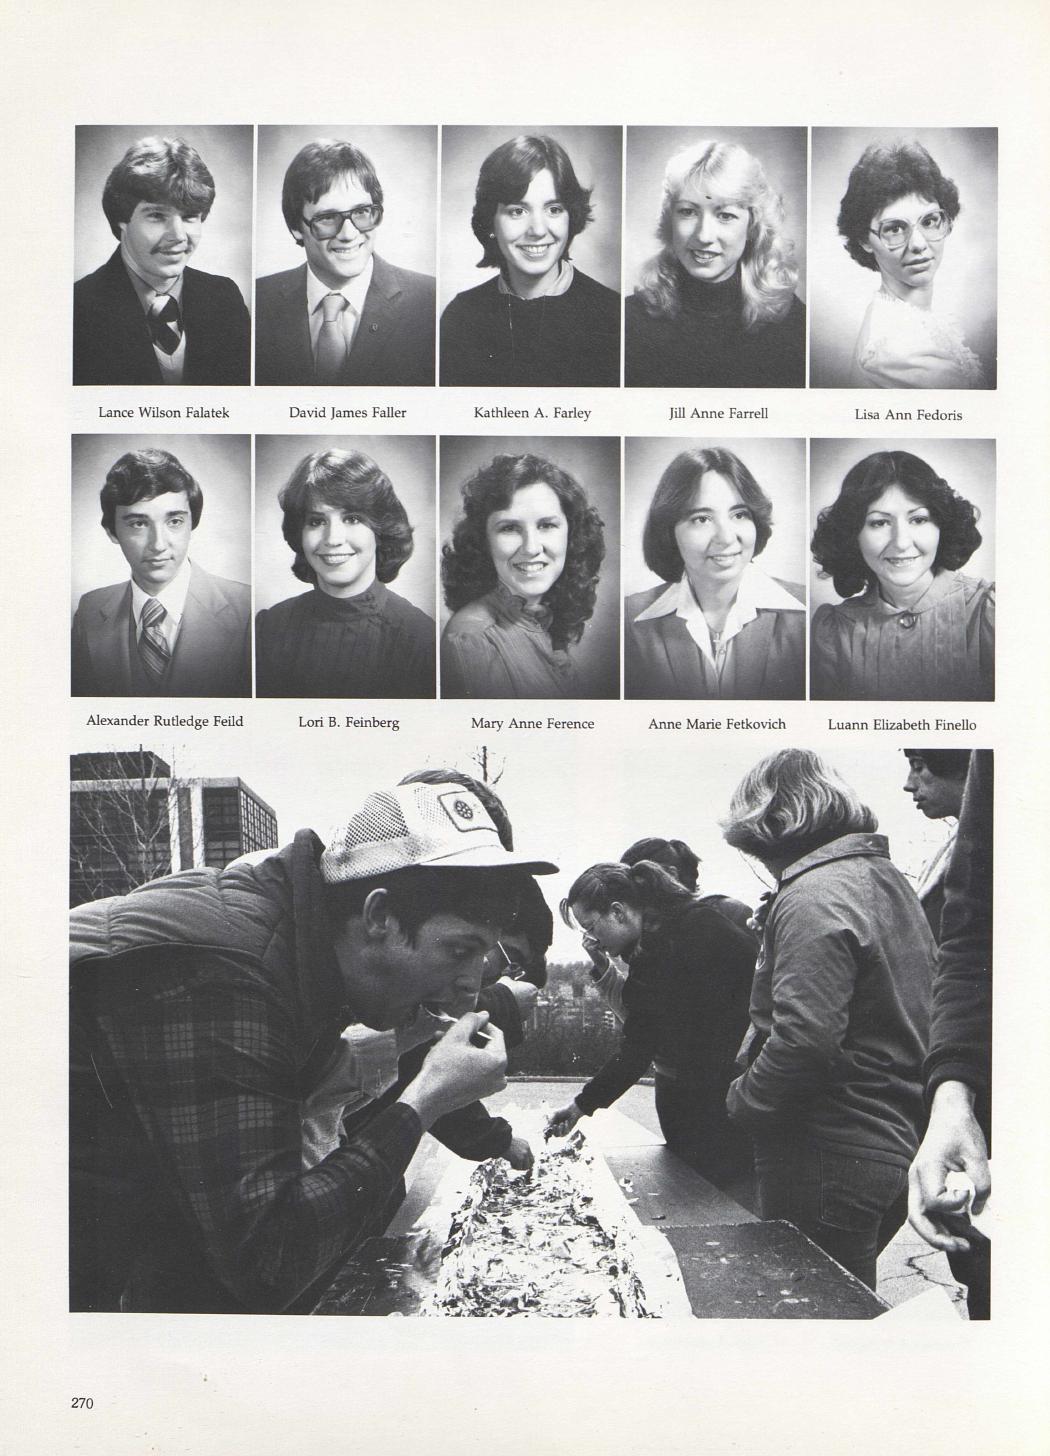 Lance Wilson Falatek
David James Faller
Kathleen A. Farley
Jill Anne Farrell
Lisa Ann Fedoris
Alexander Rutledge Feild
Lori B. Feinberg
Mary Anne Ference
Anne Marie Fetkovich
Luann Elizabeth Finello
270